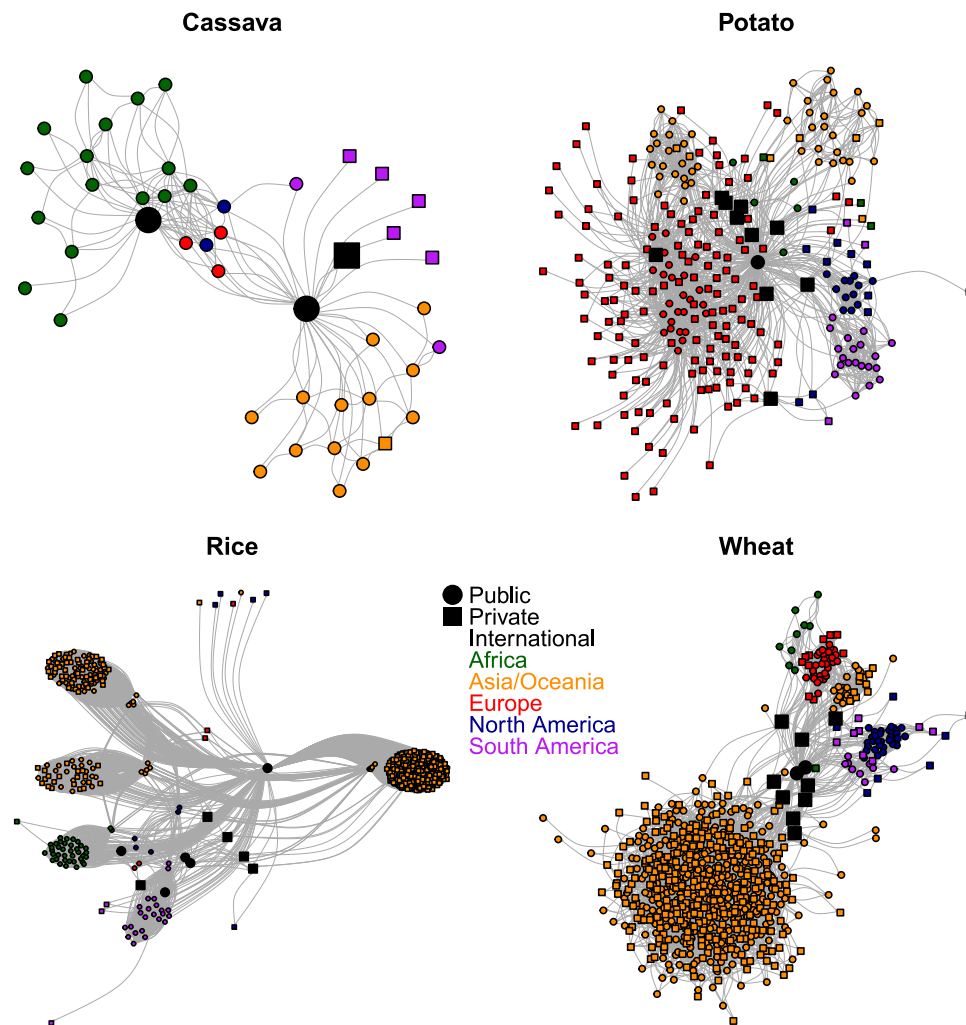 Cassava
Potato
Rice
Wheat
Public
Private
International
Africa
Asia/Oceania
Europe
North America
South America